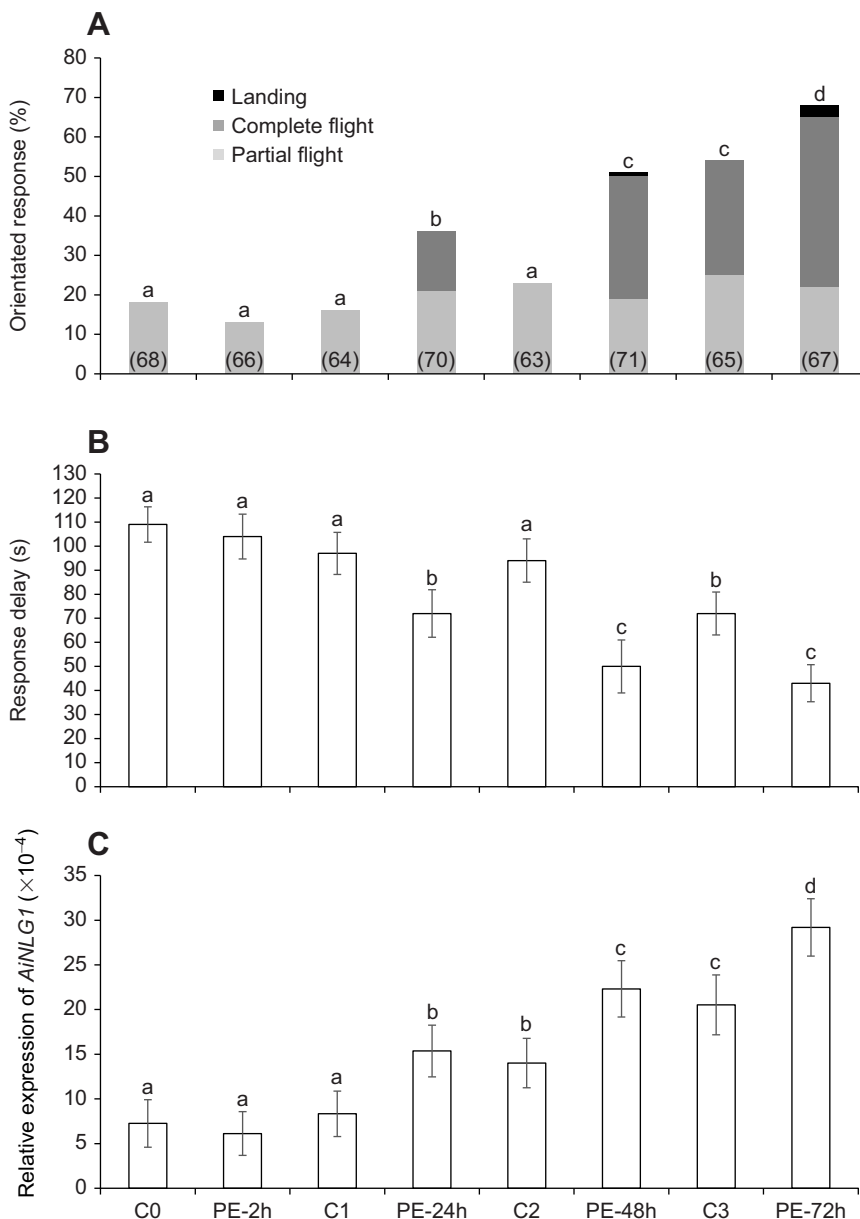 A
Orientated response (%)
80
70
60
50
40
30
20
10
0
Landing
Complete flight
Partial flight
a
a
a
b
a
c
c
d
(68)
(66)
(64)
(70)
(63)
(71)
(65)
(67)
B
Response delay (s)
130
120
110
100
90
80
70
60
50
40
30
20
10
0
a
a
a
b
a
c
b
c
C
Relative expression of AiNLG1 (×10⁻⁴)
35
30
25
20
15
10
5
0
a
a
a
b
b
c
c
d
C0
PE-2h
C1
PE-24h
C2
PE-48h
C3
PE-72h